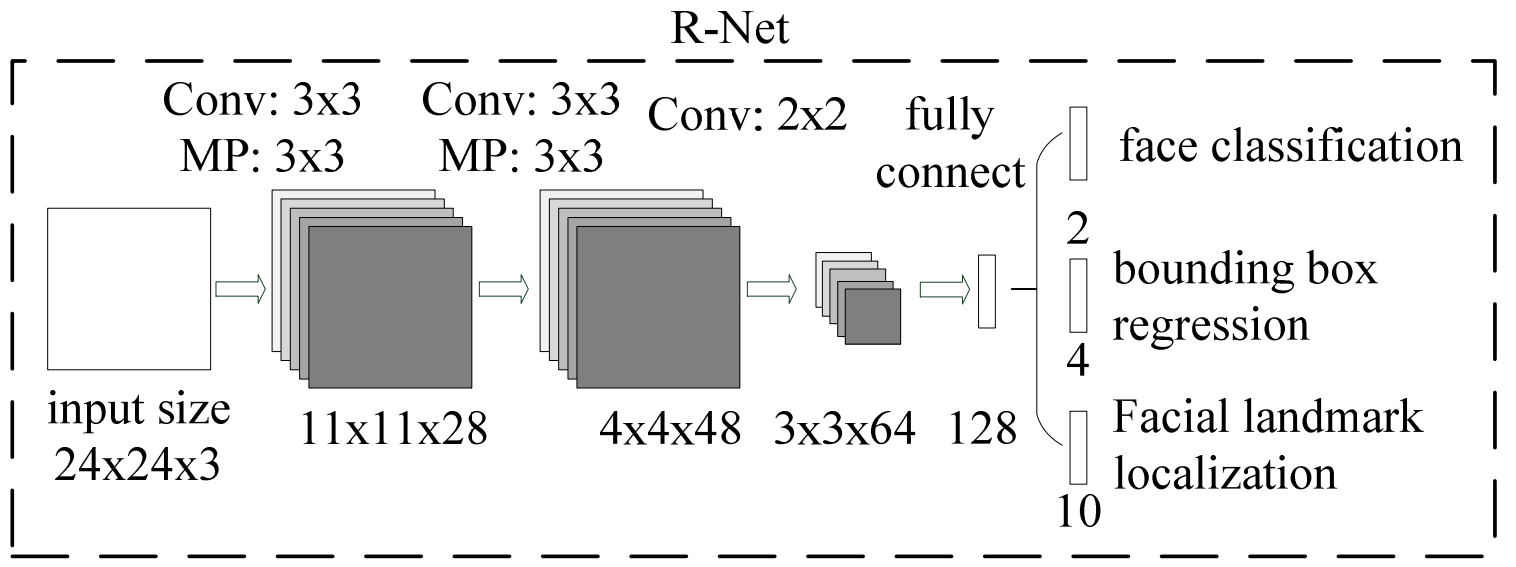 R-Net
Conv: 3x3
MP: 3x3
Conv: 3x3
MP: 3x3
Conv: 2x2
fully
connect
face classification
2
bounding box
regression
4
Facial landmark
localization
10
input size
24x24x3
11x11x28
4x4x48
3x3x64
128